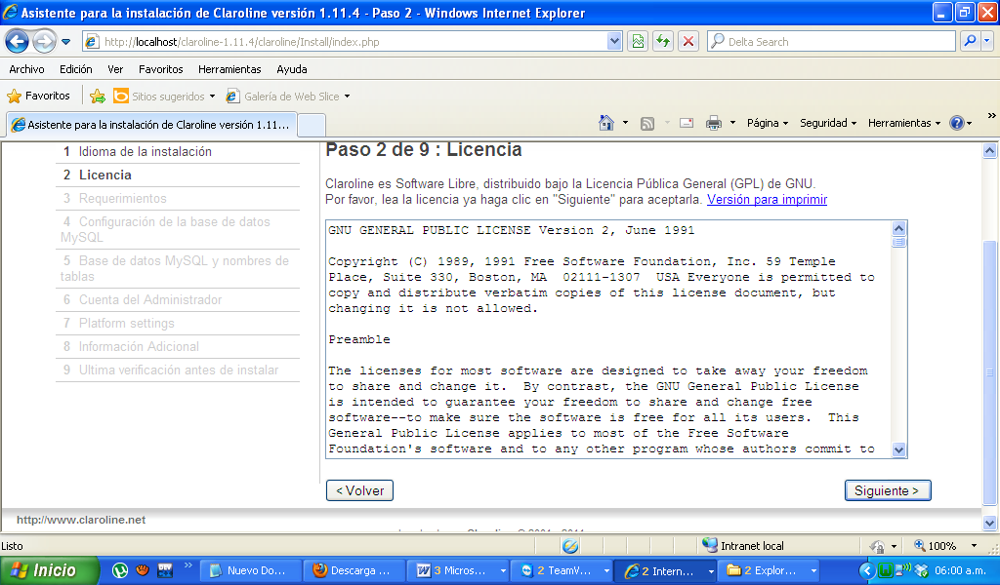 Asistente para la instalación de Claroline versión 1.11.4 - Paso 2 - Windows Internet Explorer
http://localhost/claroline-1.11.4/claroline/Install/index.php
Delta Search
Archivo Edición Ver Favoritos Herramientas Ayuda
Favoritos Sitios sugeridos Galería de Web Slice
Asistente para la instalación de Claroline versión 1.11...
Página Seguridad Herramientas
1 Idioma de la instalación
2 Licencia
3 Requerimientos
4 Configuración de la base de datos
MySQL
5 Base de datos MySQL y nombres de
tablas
6 Cuenta del Administrador
7 Platform settings
8 Información Adicional
9 Ultima verificación antes de instalar
Paso 2 de 9 : Licencia
Claroline es Software Libre, distribuido bajo la Licencia Pública General (GPL) de GNU.
Por favor, lea la licencia ya haga clic en "Siguiente" para aceptarla. Versión para imprimir
GNU GENERAL PUBLIC LICENSE Version 2, June 1991
Copyright (C) 1989, 1991 Free Software Foundation, Inc. 59 Temple
Place, Suite 330, Boston, MA 02111-1307 USA Everyone is permitted to
copy and distribute verbatim copies of this license document, but
changing it is not allowed.
Preamble
The licenses for most software are designed to take away your freedom
to share and change it. By contrast, the GNU General Public License
is intended to guarantee your freedom to share and change free
software--to make sure the software is free for all its users. This
General Public License applies to most of the Free Software
Foundation's software and to any other program whose authors commit to
< Volver Siguiente >
http://www.claroline.net
Listo Intranet local 100%
Inicio Nuevo Do... Descarga ... 3 Micros... 2 TeamV... 2 Intern... 2 Explor... 06:00 a.m.